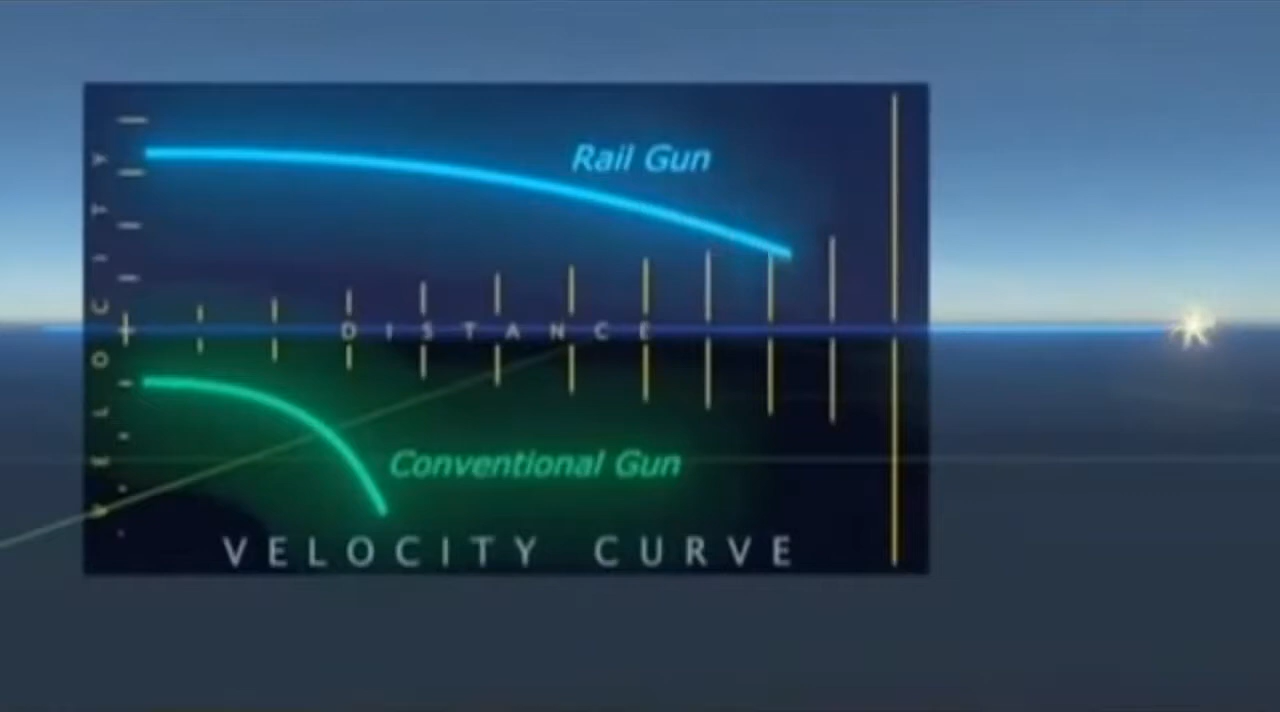 Rail Gun
VELOCITY
DISTANCE
Conventional Gun
VELOCITY CURVE